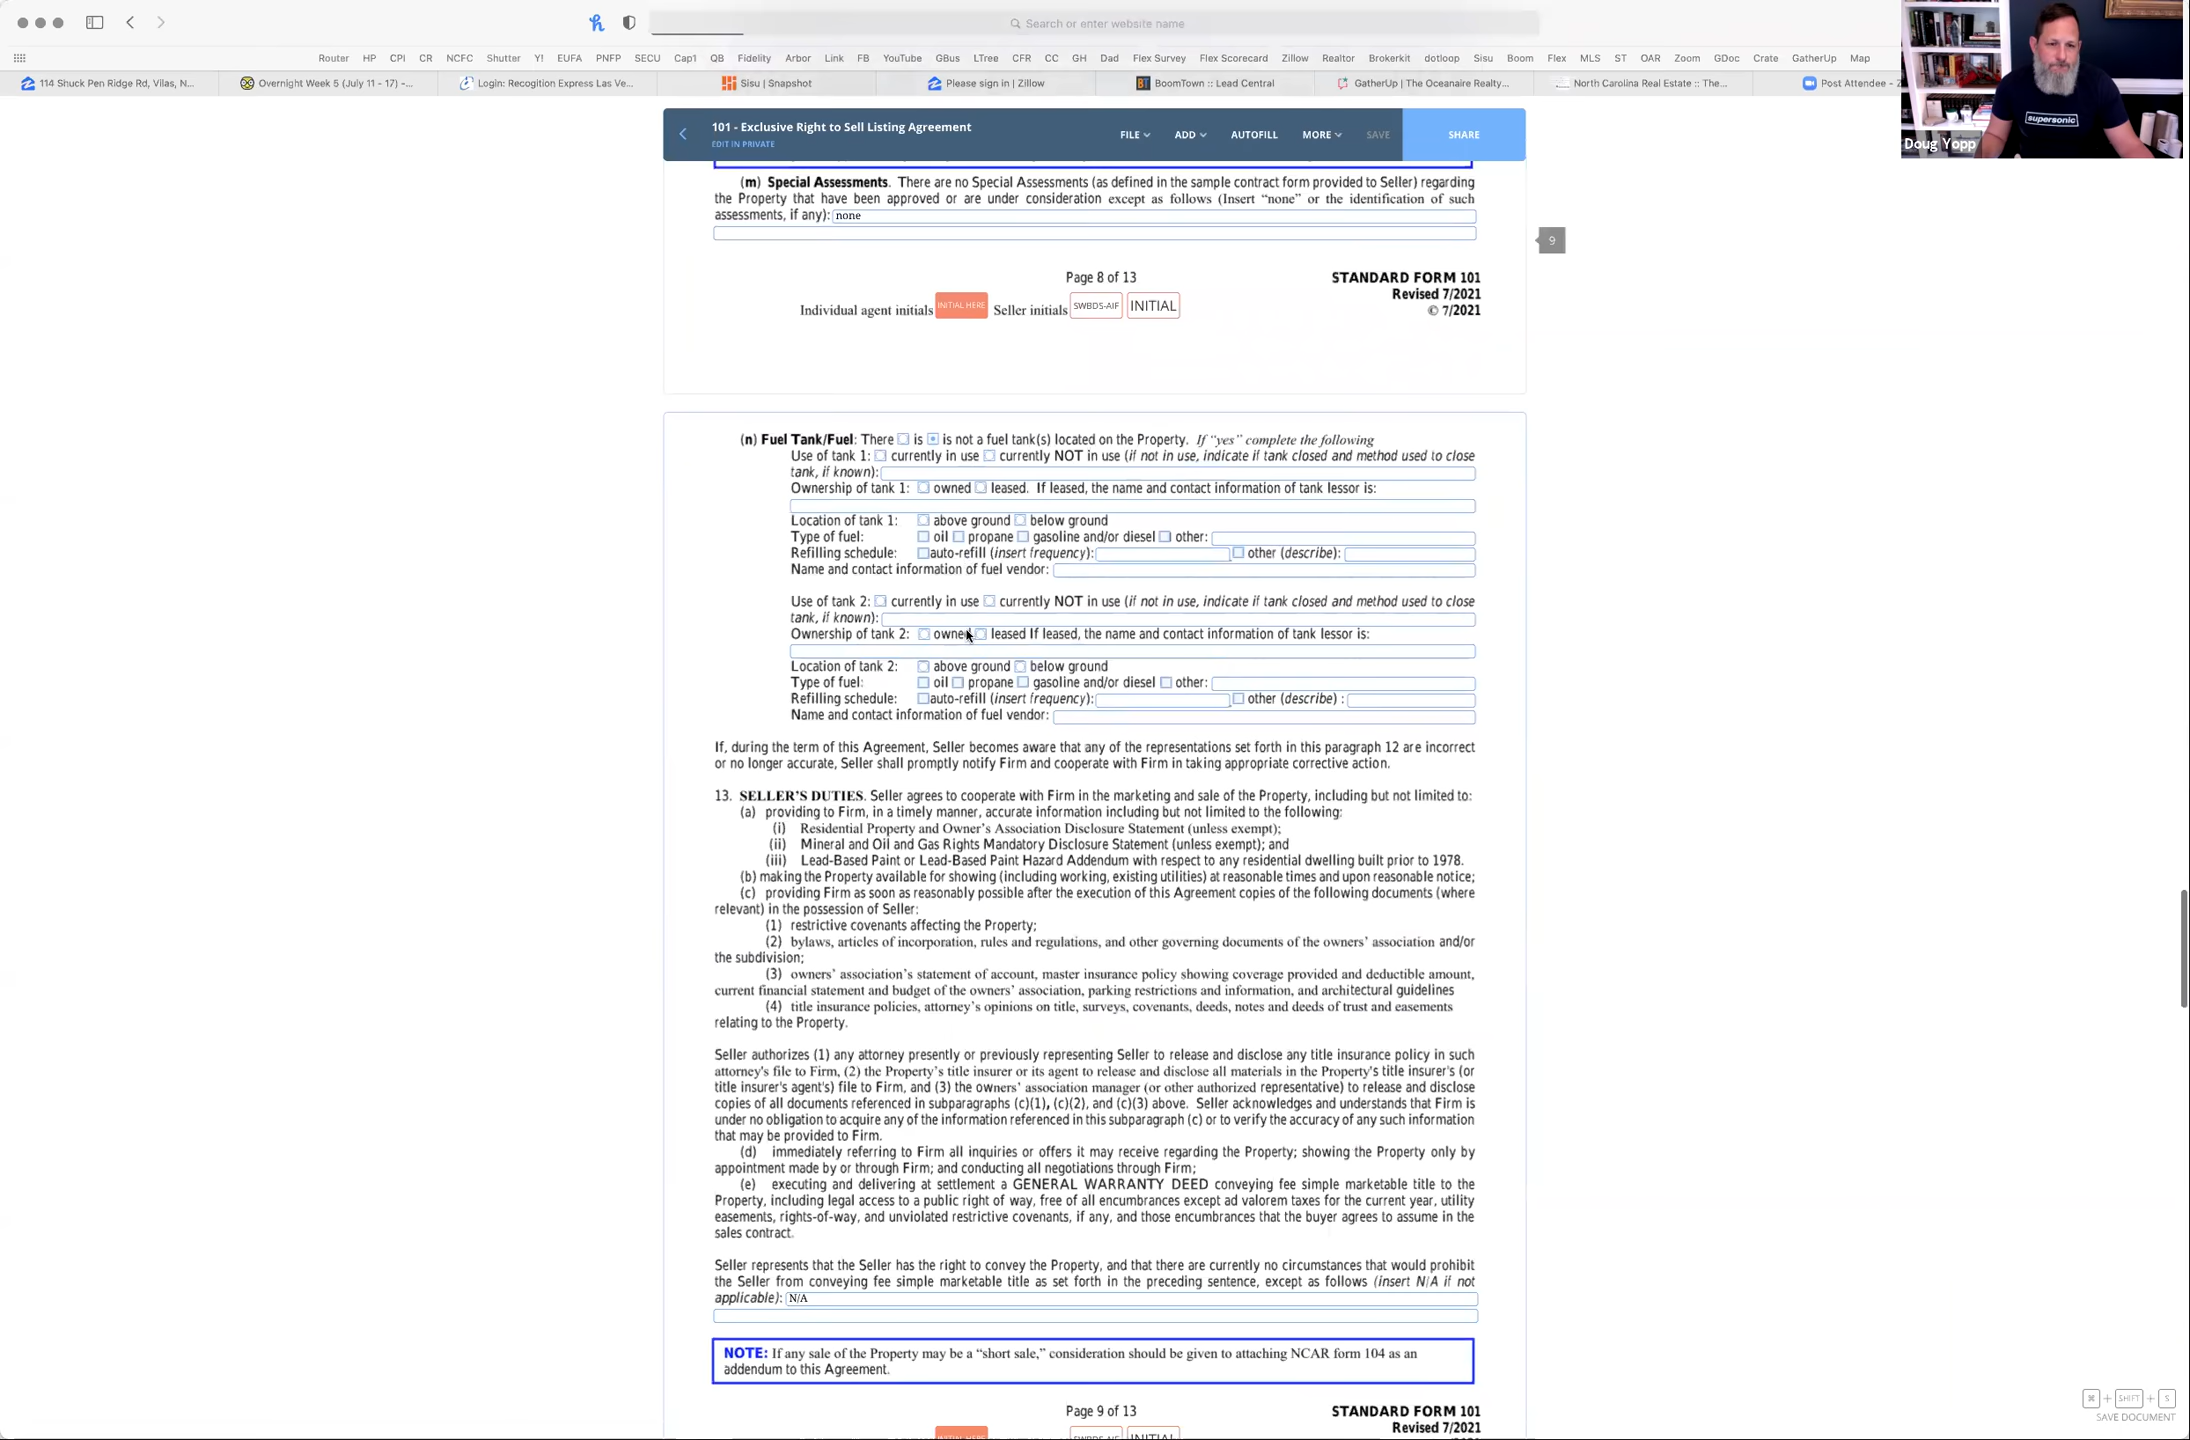 Search or enter website name
Router HP CPI CR NCFC Shutter Y! EUFA PNFP SECU Cap1 QB Fidelity Arbor Link FB YouTube GBus LTree CFR CC GH Dad Flex Survey Flex Scorecard Zillow Realtor Brokerkit dotloop Sisu Boom Flex MLS ST OAR Zoom GDoc Crate GatherUp Map
114 Shuck Pen Ridge Rd, Vilas, N... Overnight Week 5 (July 11 - 17) -... Login: Recogition Express Las Ve... Sisu | Snapshot Please sign in | Zillow BoomTown :: Lead Central GatherUp | The Oceanaire Realty... North Carolina Real Estate :: The... Post Attendee - Z
supersonic
Doug Yopp
101 - Exclusive Right to Sell Listing Agreement
EDIT IN PRIVATE
FILE ADD AUTOFILL MORE SAVE SHARE
(m) Special Assessments. There are no Special Assessments (as defined in the sample contract form provided to Seller) regarding
the Property that have been approved or are under consideration except as follows (Insert “none” or the identification of such
assessments, if any): none
9
Page 8 of 13
STANDARD FORM 101
Revised 7/2021
© 7/2021
Individual agent initials INITIAL HERE Seller initials SWBDS-AIF INITIAL
(n) Fuel Tank/Fuel: There is is not a fuel tank(s) located on the Property. If “yes” complete the following
Use of tank 1: currently in use currently NOT in use (if not in use, indicate if tank closed and method used to close
tank, if known):
Ownership of tank 1: owned leased. If leased, the name and contact information of tank lessor is:
Location of tank 1: above ground below ground
Type of fuel: oil propane gasoline and/or diesel other:
Refilling schedule: auto-refill (insert frequency): other (describe):
Name and contact information of fuel vendor:
Use of tank 2: currently in use currently NOT in use (if not in use, indicate if tank closed and method used to close
tank, if known):
Ownership of tank 2: owned leased If leased, the name and contact information of tank lessor is:
Location of tank 2: above ground below ground
Type of fuel: oil propane gasoline and/or diesel other:
Refilling schedule: auto-refill (insert frequency): other (describe) :
Name and contact information of fuel vendor:
If, during the term of this Agreement, Seller becomes aware that any of the representations set forth in this paragraph 12 are incorrect
or no longer accurate, Seller shall promptly notify Firm and cooperate with Firm in taking appropriate corrective action.
13. SELLER’S DUTIES. Seller agrees to cooperate with Firm in the marketing and sale of the Property, including but not limited to:
(a) providing to Firm, in a timely manner, accurate information including but not limited to the following:
(i) Residential Property and Owner’s Association Disclosure Statement (unless exempt);
(ii) Mineral and Oil and Gas Rights Mandatory Disclosure Statement (unless exempt); and
(iii) Lead-Based Paint or Lead-Based Paint Hazard Addendum with respect to any residential dwelling built prior to 1978.
(b) making the Property available for showing (including working, existing utilities) at reasonable times and upon reasonable notice;
(c) providing Firm as soon as reasonably possible after the execution of this Agreement copies of the following documents (where
relevant) in the possession of Seller:
(1) restrictive covenants affecting the Property;
(2) bylaws, articles of incorporation, rules and regulations, and other governing documents of the owners’ association and/or
the subdivision;
(3) owners’ association’s statement of account, master insurance policy showing coverage provided and deductible amount,
current financial statement and budget of the owners’ association, parking restrictions and information, and architectural guidelines
(4) title insurance policies, attorney’s opinions on title, surveys, covenants, deeds, notes and deeds of trust and easements
relating to the Property.
Seller authorizes (1) any attorney presently or previously representing Seller to release and disclose any title insurance policy in such
attorney's file to Firm, (2) the Property’s title insurer or its agent to release and disclose all materials in the Property's title insurer's (or
title insurer's agent's) file to Firm, and (3) the owners’ association manager (or other authorized representative) to release and disclose
copies of all documents referenced in subparagraphs (c)(1), (c)(2), and (c)(3) above. Seller acknowledges and understands that Firm is
under no obligation to acquire any of the information referenced in this subparagraph (c) or to verify the accuracy of any such information
that may be provided to Firm.
(d) immediately referring to Firm all inquiries or offers it may receive regarding the Property; showing the Property only by
appointment made by or through Firm; and conducting all negotiations through Firm;
(e) executing and delivering at settlement a GENERAL WARRANTY DEED conveying fee simple marketable title to the
Property, including legal access to a public right of way, free of all encumbrances except ad valorem taxes for the current year, utility
easements, rights-of-way, and unviolated restrictive covenants, if any, and those encumbrances that the buyer agrees to assume in the
sales contract.
Seller represents that the Seller has the right to convey the Property, and that there are currently no circumstances that would prohibit
the Seller from conveying fee simple marketable title as set forth in the preceding sentence, except as follows (insert N/A if not
applicable): N/A
NOTE: If any sale of the Property may be a “short sale,” consideration should be given to attaching NCAR form 104 as an
addendum to this Agreement.
Page 9 of 13
STANDARD FORM 101
Revised 7/2021
⌘ + SHIFT + S
SAVE DOCUMENT